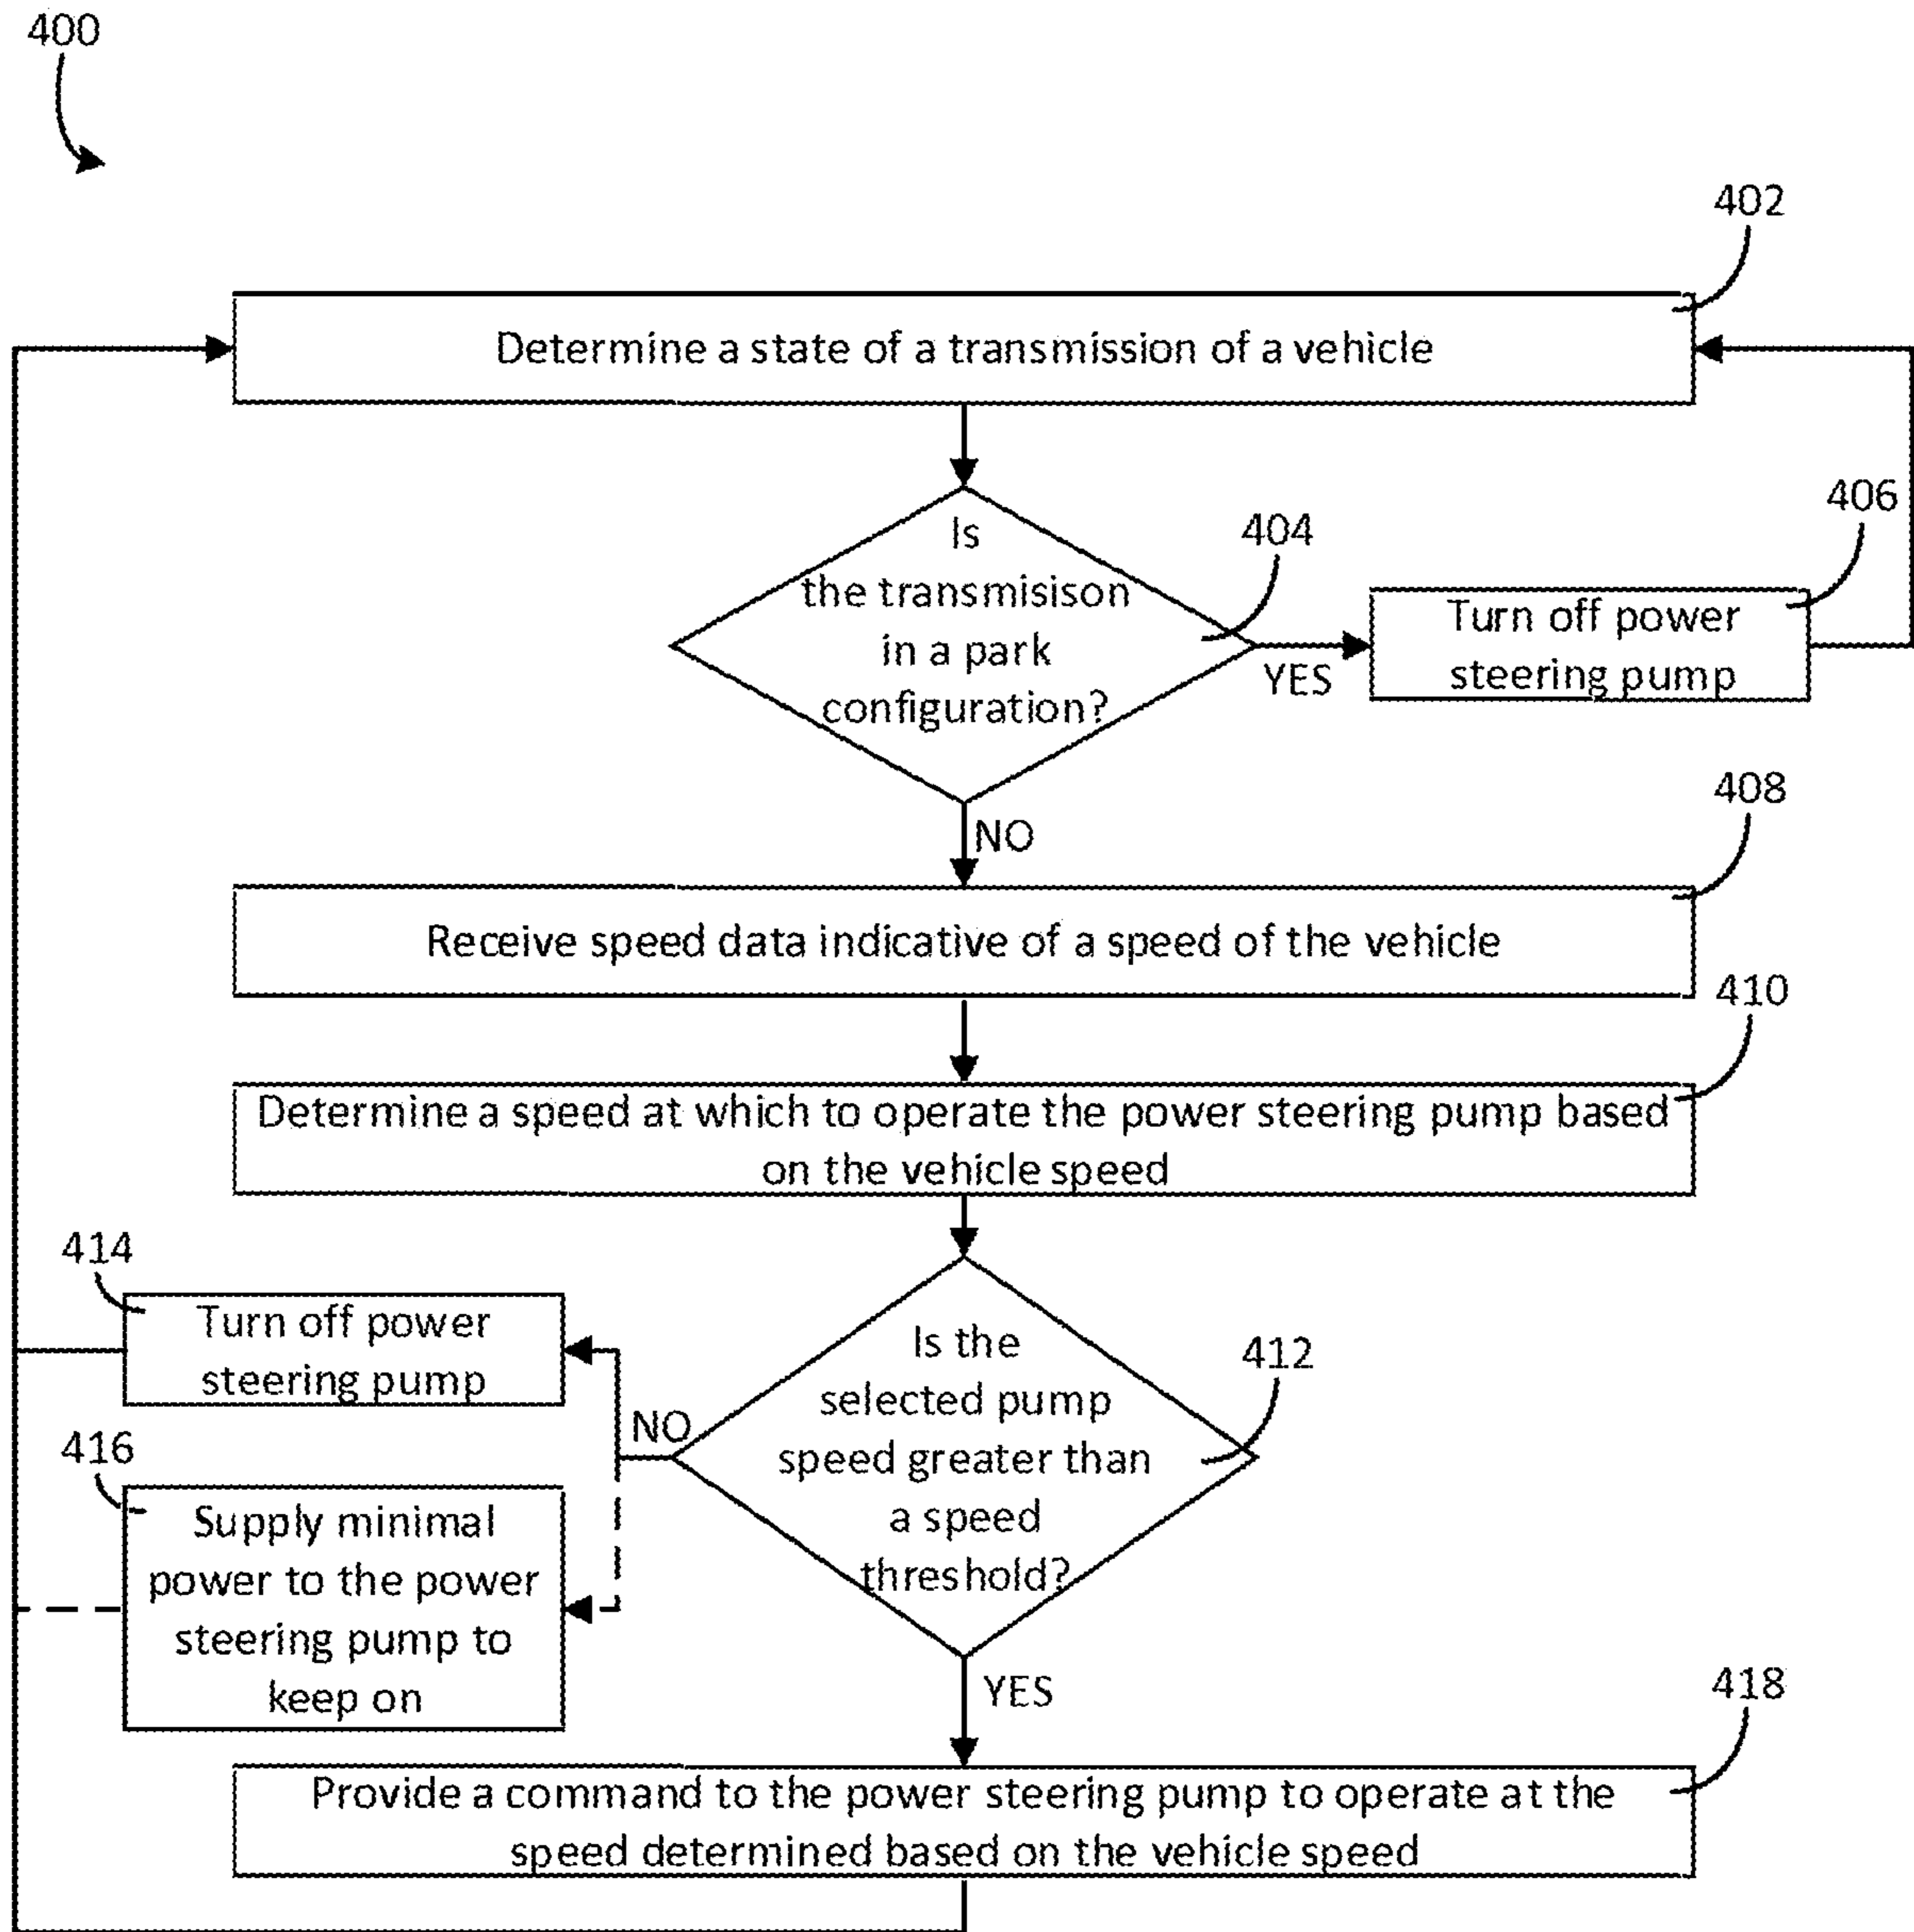 400
402
Determine a state of a transmission of a vehicle
404
406
Is
the transmisison
in a park
configuration?
YES
Turn off power
steering pump
NO
408
Receive speed data indicative of a speed of the vehicle
410
Determine a speed at which to operate the power steering pump based
on the vehicle speed
414
Turn off power
steering pump
412
Is the
selected pump
speed greater than
a speed
threshold?
NO
416
Supply minimal
power to the power
steering pump to
keep on
YES
418
Provide a command to the power steering pump to operate at the
speed determined based on the vehicle speed